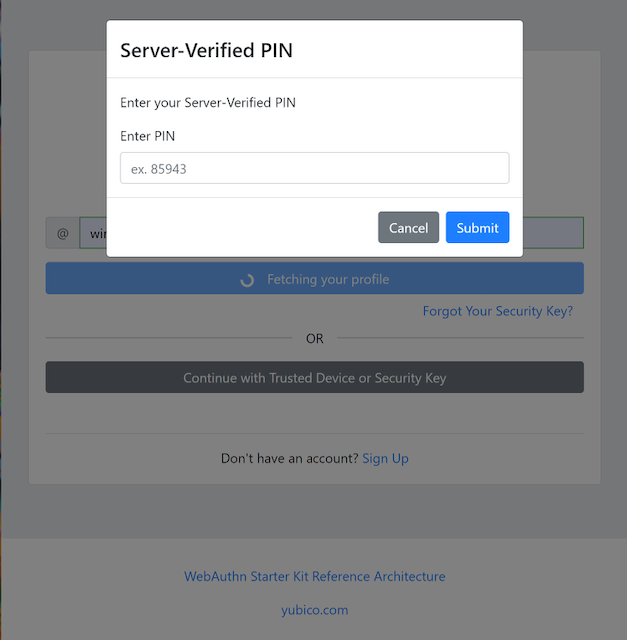 Server-Verified PIN
Enter your Server-Verified PIN
Enter PIN
ex. 85943
Cancel Submit
@
Fetching your profile
Forgot Your Security Key?
OR
Continue with Trusted Device or Security Key
Don't have an account? Sign Up
WebAuthn Starter Kit Reference Architecture
yubico.com